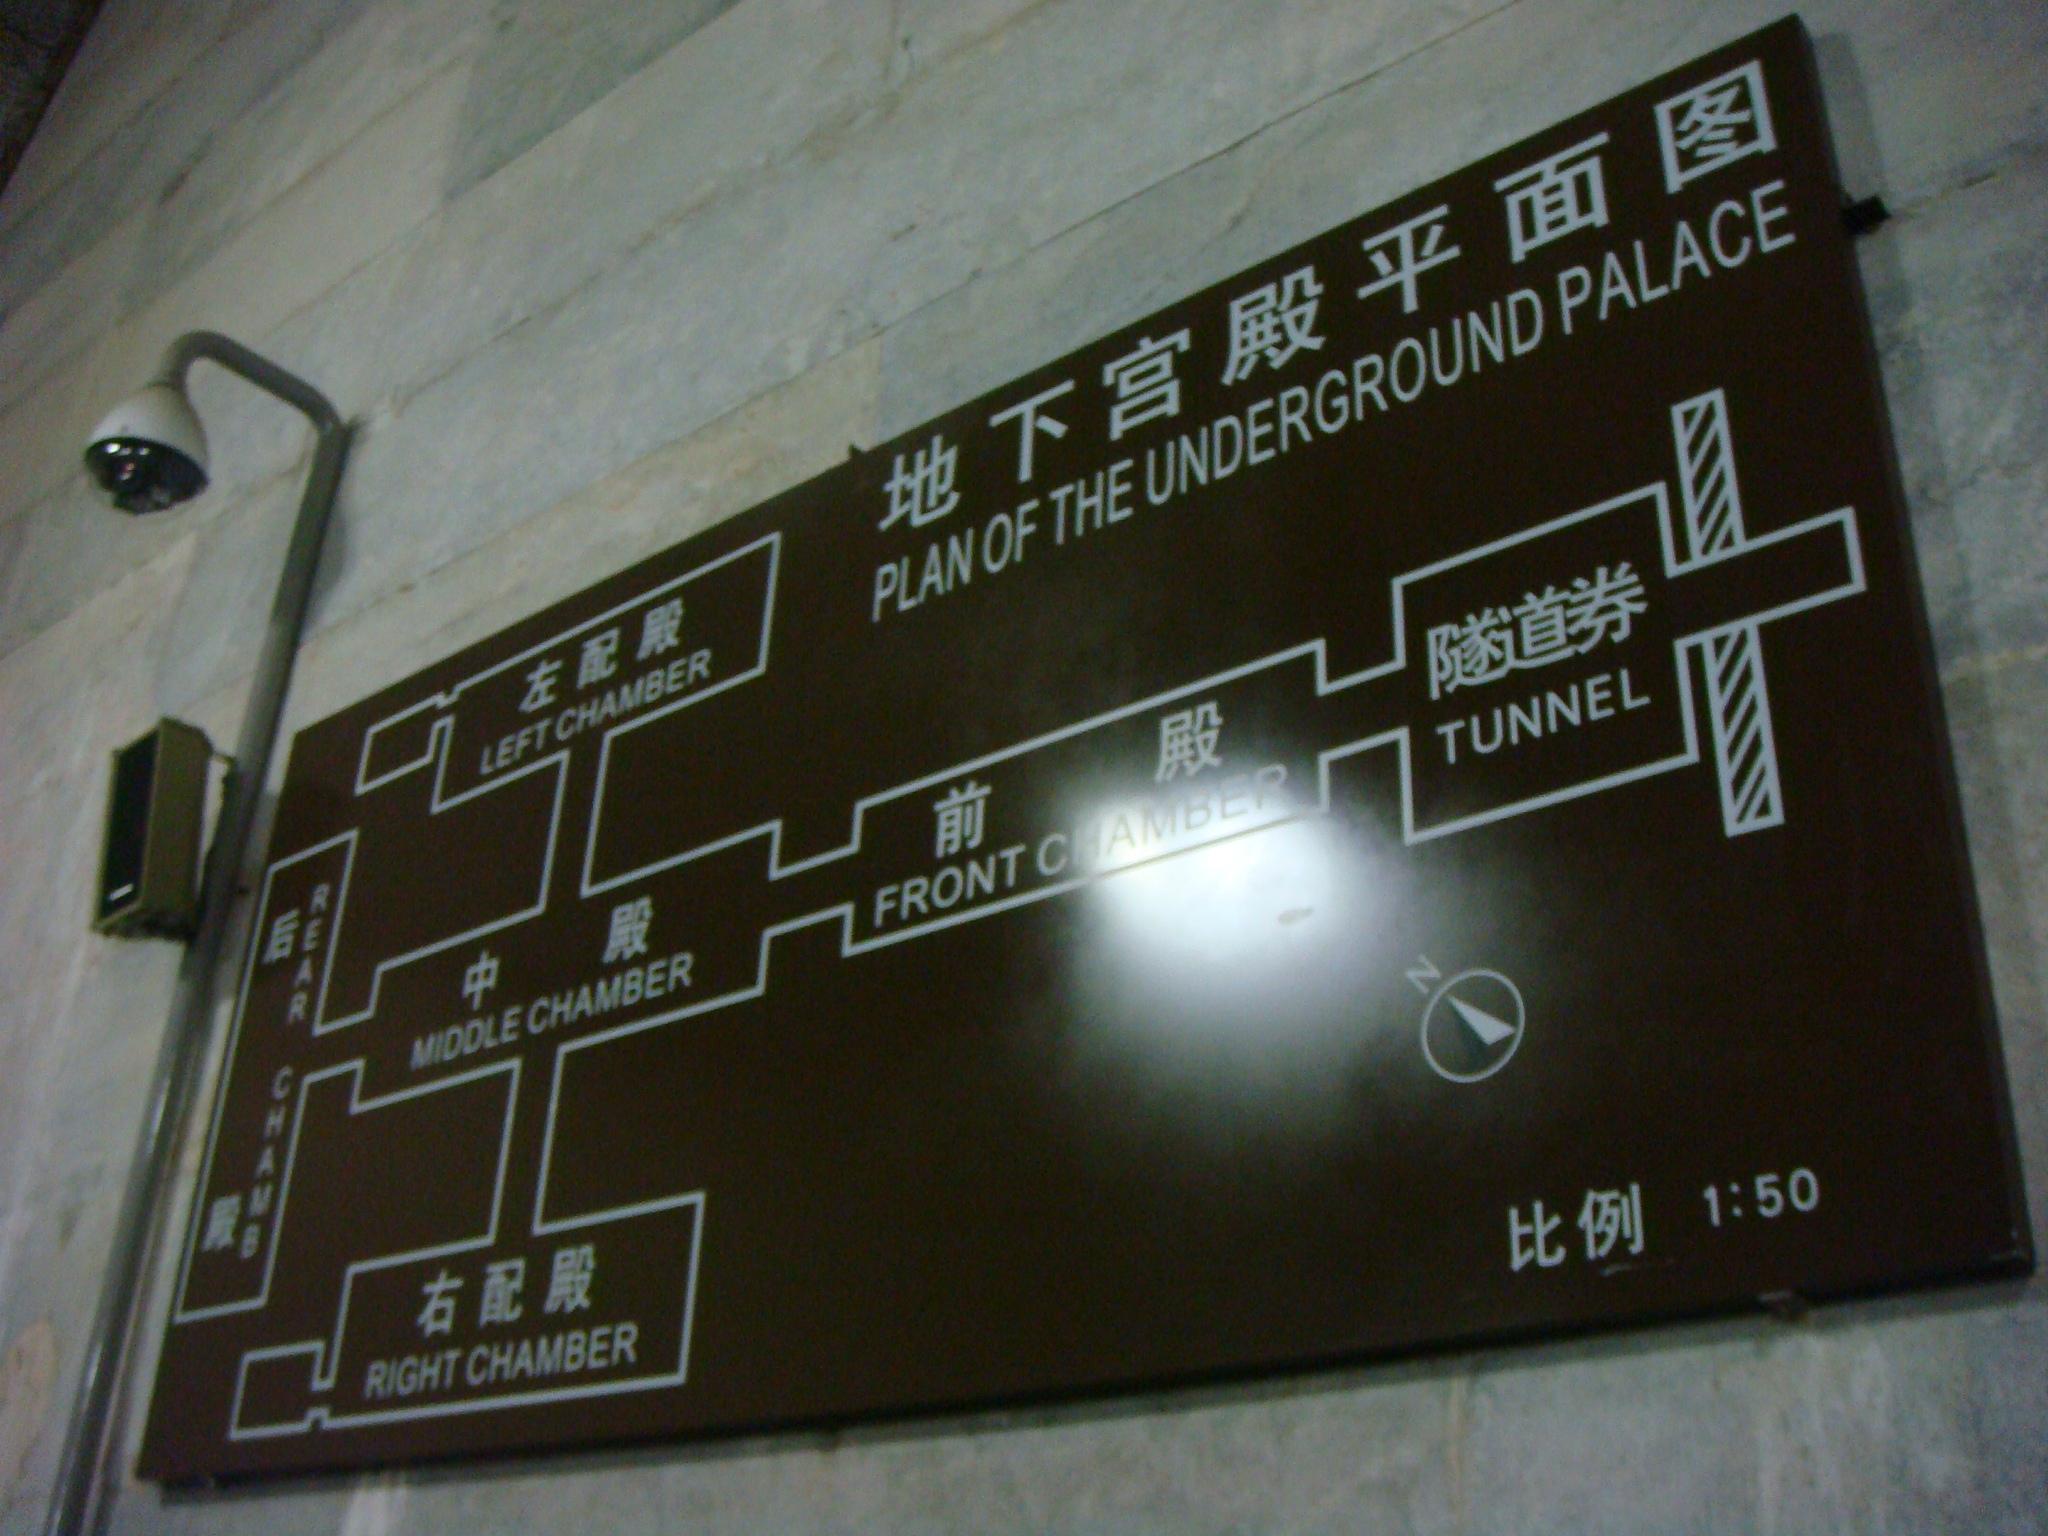 地下宫殿平面图
PLAN OF THE UNDERGROUND PALACE
左配殿
LEFT CHAMBER
隧道券
TUNNEL
前殿
FRONT CHAMBER
中殿
MIDDLE CHAMBER
后殿
REAR CHAMB
右配殿
RIGHT CHAMBER
N
比例 1:50